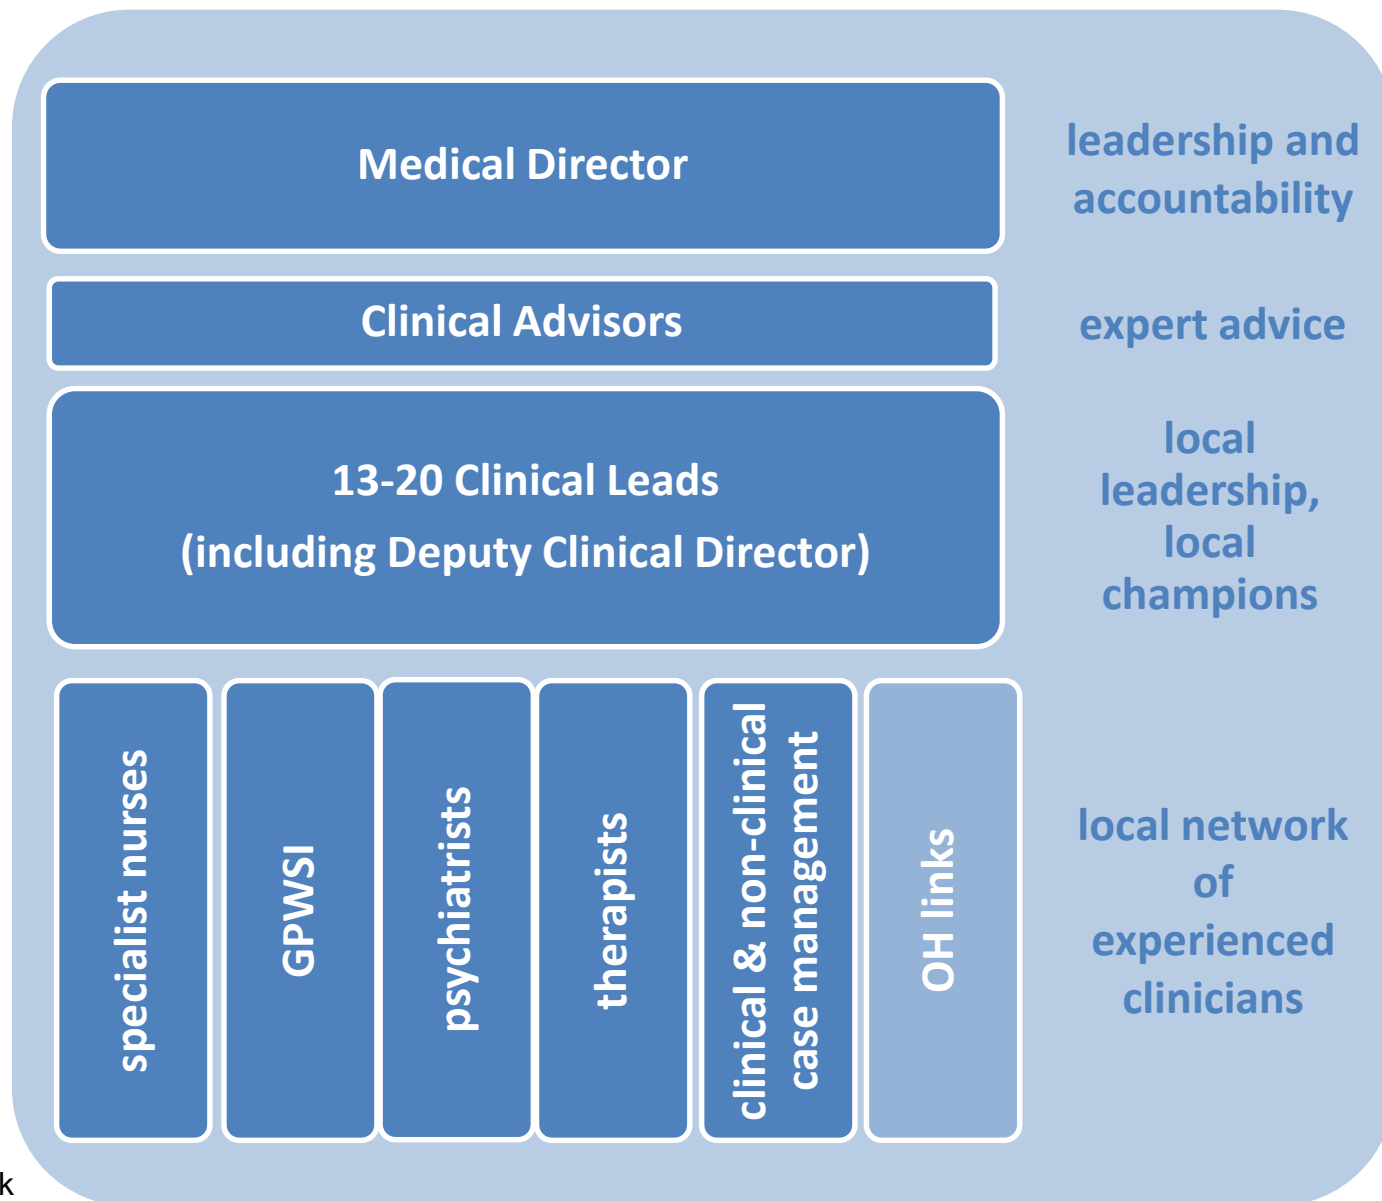 Medical Director
leadership and
accountability
Clinical Advisors
expert advice
13-20 Clinical Leads
(including Deputy Clinical Director)
local
leadership,
local
champions
specialist nurses
GPWSI
psychiatrists
therapists
clinical & non-clinical
case management
OH links
local network
of
experienced
clinicians
k